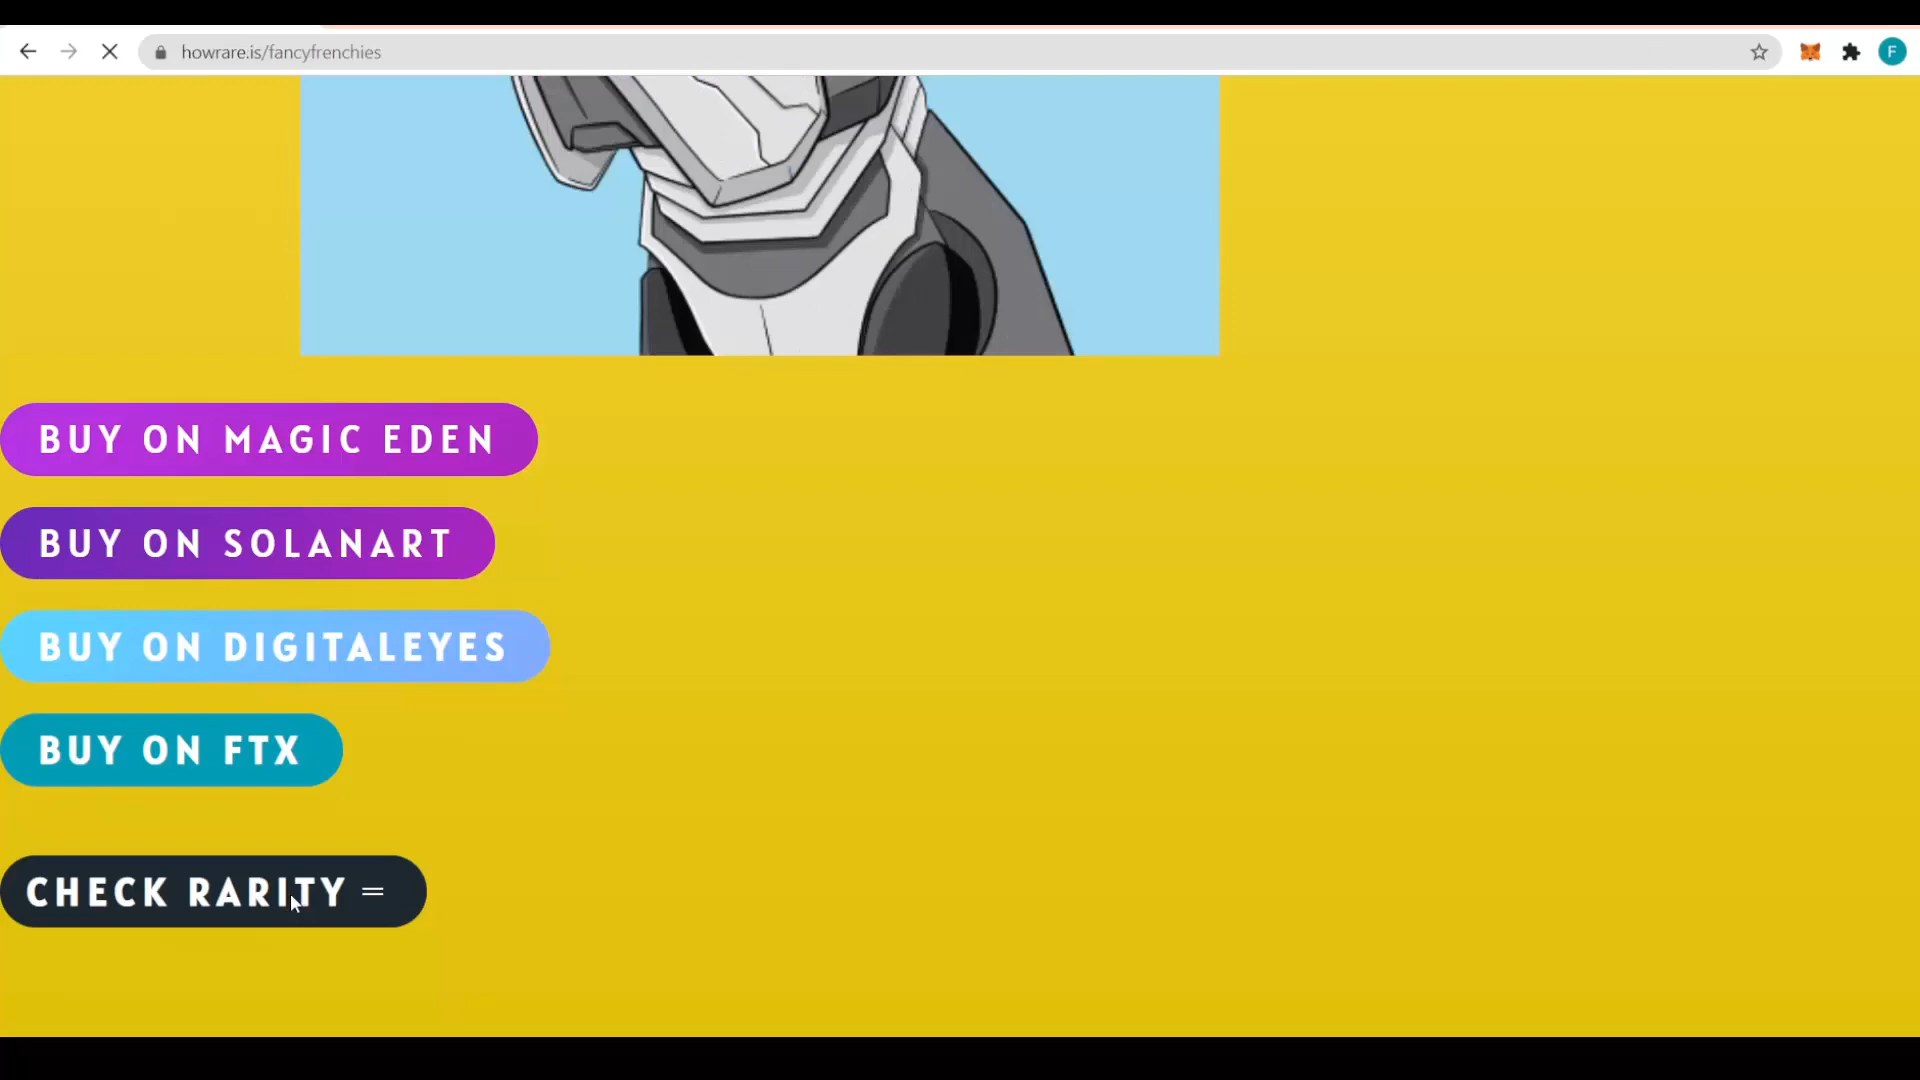 howrare.is/fancyfrenchies
F
BUY ON MAGIC EDEN
BUY ON SOLANART
BUY ON DIGITALEYES
BUY ON FTX
CHECK RARITY =